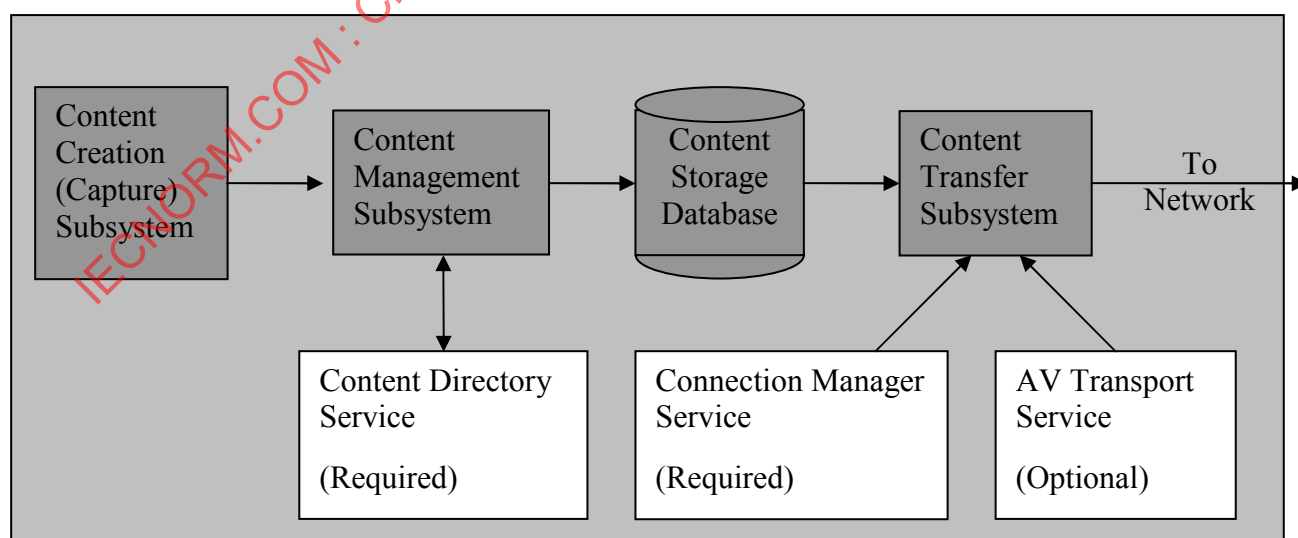 Content
Creation
(Capture)
Subsystem
Content
Management
Subsystem
Content
Storage
Database
Content
Transfer
Subsystem
To
Network
Content Directory
Service
(Required)
Connection Manager
Service
(Required)
AV Transport
Service
(Optional)
IECNORM.COM :